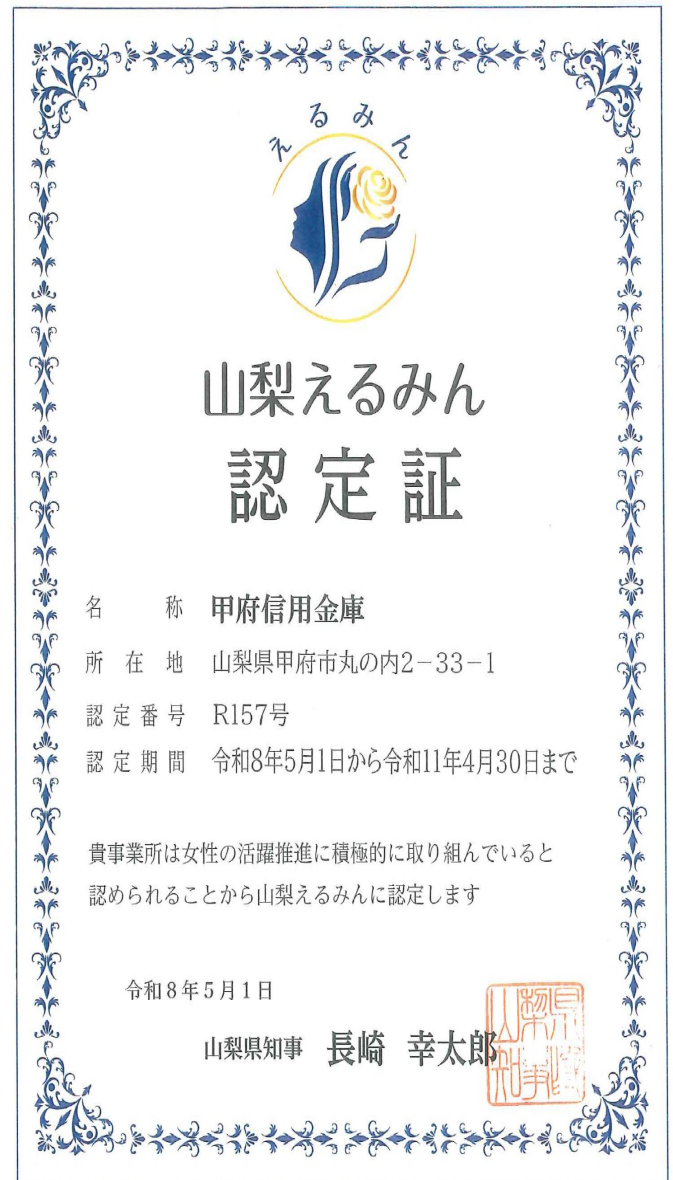 えるみん
山梨えるみん
認定証
名称 甲府信用金庫
所在地 山梨県甲府市丸の内2-33-1
認定番号 R157号
認定期間 令和8年5月1日から令和11年4月30日まで
貴事業所は女性の活躍推進に積極的に取り組んでいると
認められることから山梨えるみんに認定します
令和8年5月1日
山梨県知事 長崎 幸太郎